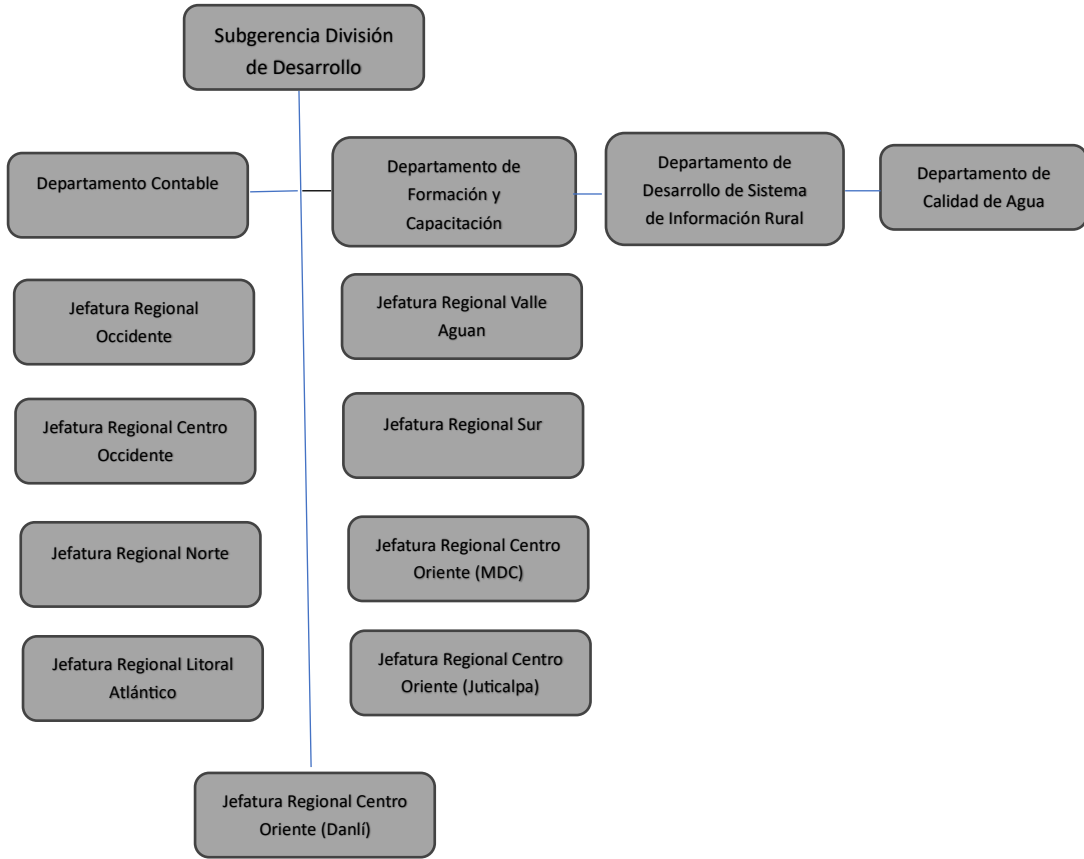 Subgerencia División
de Desarrollo
Departamento Contable
Departamento de
Formación y
Capacitación
Departamento de
Desarrollo de Sistema
de Información Rural
Departamento de
Calidad de Agua
Jefatura Regional
Occidente
Jefatura Regional Valle
Aguan
Jefatura Regional Centro
Occidente
Jefatura Regional Sur
Jefatura Regional Norte
Jefatura Regional Centro
Oriente (MDC)
Jefatura Regional Litoral
Atlántico
Jefatura Regional Centro
Oriente (Juticalpa)
Jefatura Regional Centro
Oriente (Danlí)